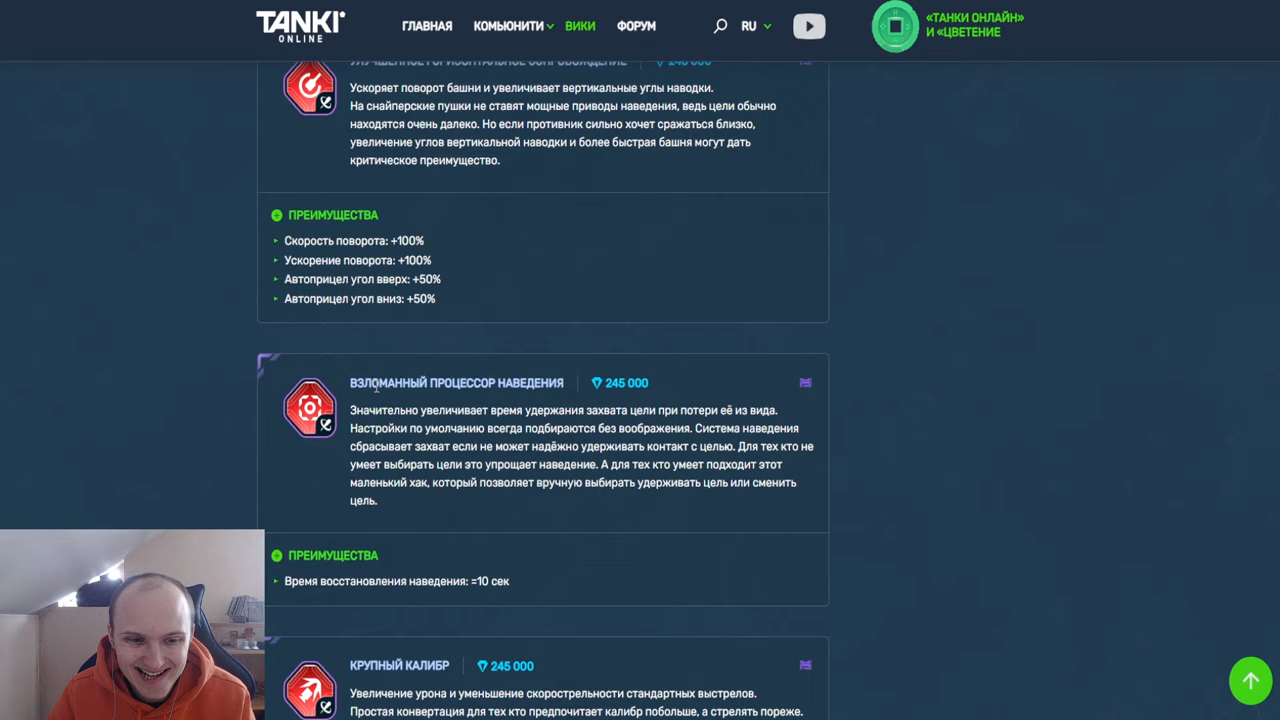 TANKI
ONLINE
ГЛАВНАЯ
КОМЬЮНИТИ
ВИКИ
ФОРУМ
RU
«ТАНКИ ОНЛАЙН»
И «ЦВЕТЕНИЕ
УЛУЧШЕННОЕ ГОРИЗОНТАЛЬНОЕ СОПРОВОЖДЕНИЕ
245 000
Ускоряет поворот башни и увеличивает вертикальные углы наводки.
На снайперские пушки не ставят мощные приводы наведения, ведь цели обычно
находятся очень далеко. Но если противник сильно хочет сражаться близко,
увеличение углов вертикальной наводки и более быстрая башня могут дать
критическое преимущество.
ПРЕИМУЩЕСТВА
Скорость поворота: +100%
Ускорение поворота: +100%
Автоприцел угол вверх: +50%
Автоприцел угол вниз: +50%
ВЗЛОМАННЫЙ ПРОЦЕССОР НАВЕДЕНИЯ
245 000
Значительно увеличивает время удержания захвата цели при потери её из вида.
Настройки по умолчанию всегда подбираются без воображения. Система наведения
сбрасывает захват если не может надёжно удерживать контакт с целью. Для тех кто не
умеет выбирать цели это упрощает наведение. А для тех кто умеет подходит этот
маленький хак, который позволяет вручную выбирать удерживать цель или сменить
цель.
ПРЕИМУЩЕСТВА
Время восстановления наведения: =10 сек
КРУПНЫЙ КАЛИБР
245 000
Увеличение урона и уменьшение скорострельности стандартных выстрелов.
Простая конвертация для тех кто предпочитает калибр побольше, а стрелять пореже.